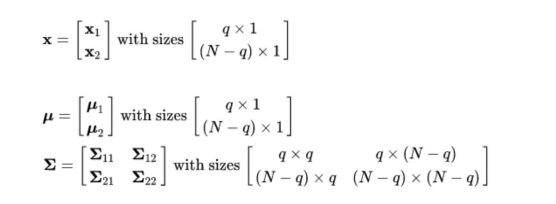 x = [x₁ x₂] with sizes [q × 1 (N − q) × 1]
μ = [μ₁ μ₂] with sizes [q × 1 (N − q) × 1]
Σ = [Σ₁₁ Σ₁₂ Σ₂₁ Σ₂₂] with sizes [q × q q × (N − q) (N − q) × q (N − q) × (N − q)]